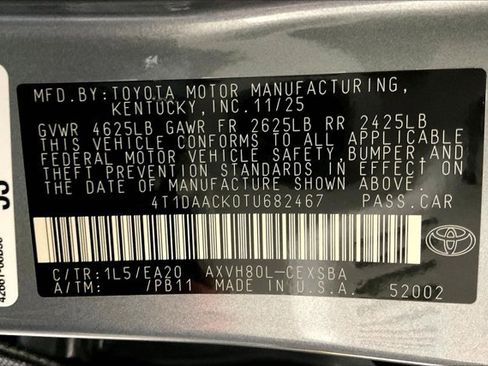 MFD.BY:TOYOTA MOTOR MANUFACTURING,
KENTUCKY,INC.11/25
GVWR 4625LB GAWR FR 2625LB RR 2425LB
THIS VEHICLE CONFORMS TO ALL APPLICABLE
FEDERAL MOTOR VEHICLE SAFETY,BUMPER,AND
THEFT PREVENTION STANDARDS IN EFFECT ON
THE DATE OF MANUFACTURE SHOWN ABOVE.
4T1DAACK0TU682467 PASS.CAR
C/TR:1L5/EA20 AXVH80L-CEXSBA
A/TM: /PB11 MADE IN U.S.A. 52002